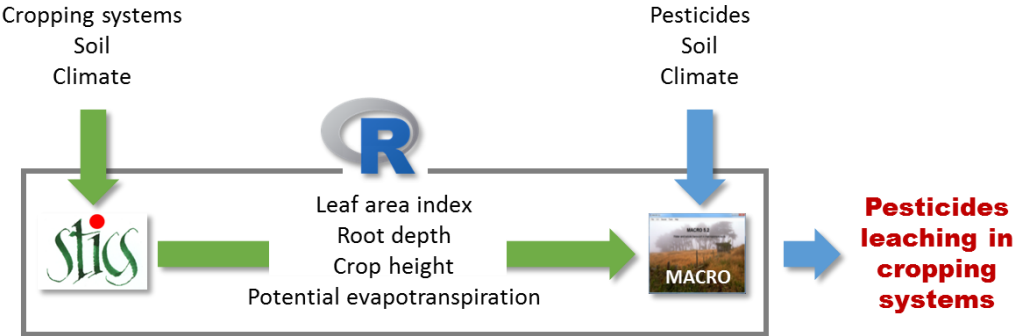 Cropping systems
Soil
Climate
Pesticides
Soil
Climate
R
stics
Leaf area index
Root depth
Crop height
Potential evapotranspiration
MACRO
Pesticides
leaching in
cropping
systems